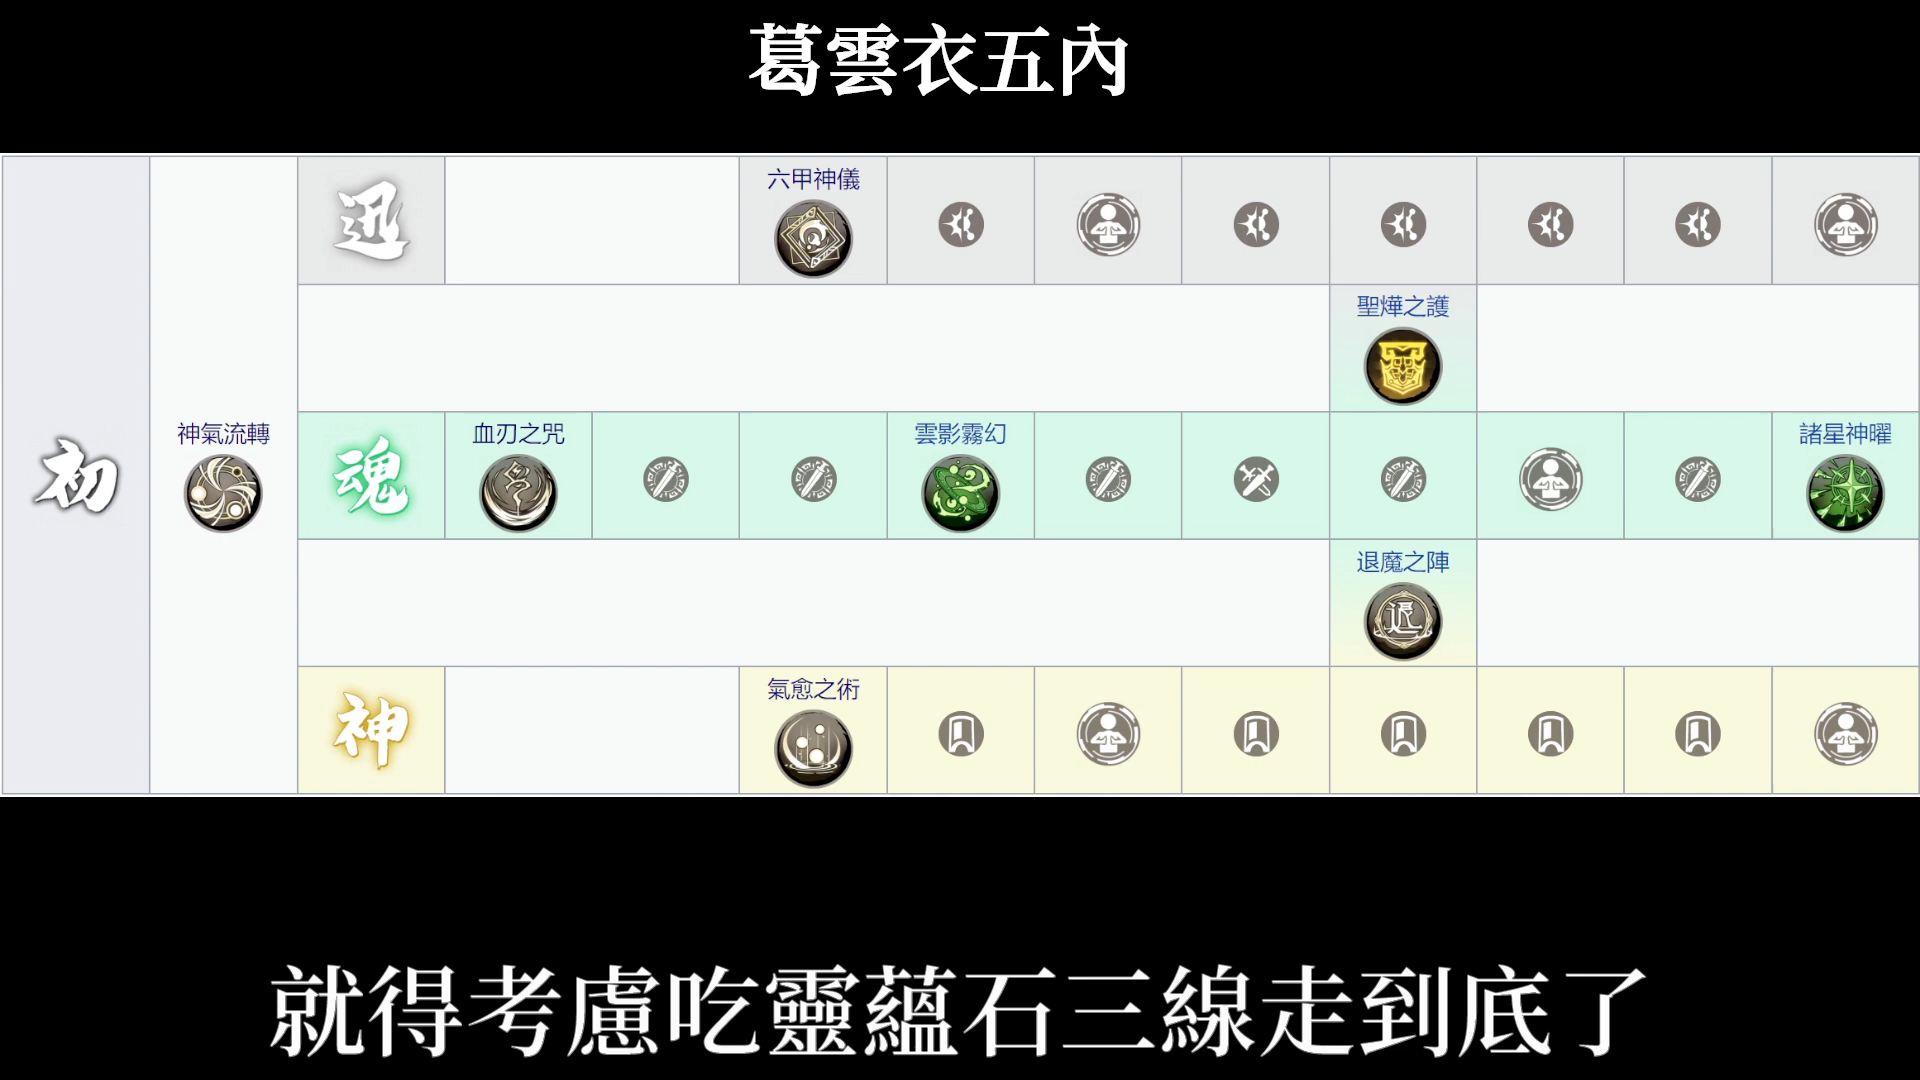 葛雲衣五內
迅
六甲神儀
聖燁之護
初
神氣流轉
魂
血刃之咒
雲影霧幻
諸星神曜
退魔之陣
退
神
氣愈之術
就得考慮吃靈蘊石三線走到底了